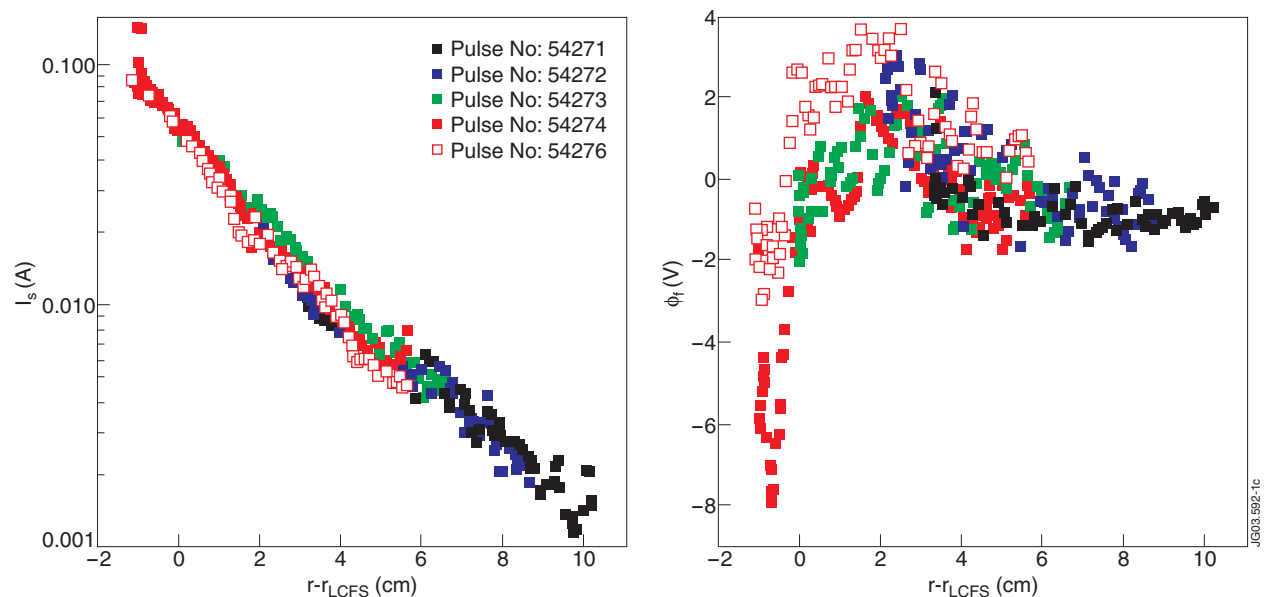 Pulse No: 54271
Pulse No: 54272
Pulse No: 54273
Pulse No: 54274
Pulse No: 54276
0.100
0.010
0.001
Is (A)
−2
0
2
4
6
8
10
r-rLCFS (cm)
4
2
0
−2
−4
−6
−8
ϕf (V)
−2
0
2
4
6
8
10
r-rLCFS (cm)
JG03.592-1c